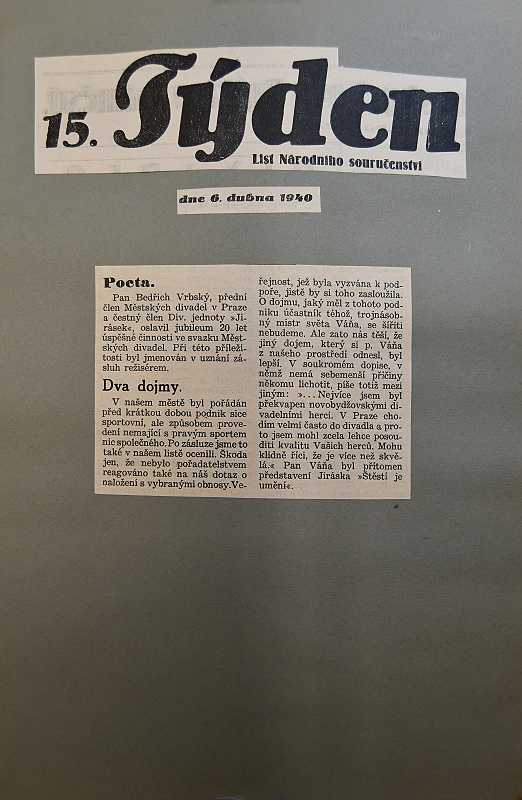 15. Týden
List Národního souručenství
dne 6. dubna 1940
Pocta.
Pan Bedřich Vrbský, přední
člen Městských divadel v Praze
a čestný člen Div. jednoty »Ji-
rásek«, oslavil jubileum 20 let
úspěšné činnosti ve svazku Měst-
ských divadel. Při této příleži-
tosti byl jmenován v uznání zá-
sluh režisérem.
Dva dojmy.
V našem městě byl pořádán
před krátkou dobou podnik sice
sportovní, ale způsobem prove-
dení nemající s pravým sportem
nic společného. Po zásluze jsme to
také v našem listě ocenili. Škoda
jen, že nebylo pořadatelstvem
reagováno také na náš dotaz o
naložení s vybranými obnosy. Ve-
řejnost, jež byla vyzvána k pod-
poře, jistě by si toho zasloužila.
O dojmu, jaký měl z tohoto pod-
niku účastník téhož, trojnásob-
ný mistr světa Váňa, se šířiti
nebudeme. Ale zato nás těší, že
jiný dojem, který si p. Váňa
z našeho prostředí odnesl, byl
lepší. V soukromém dopise, v
němž nemá sebemenší příčiny
někomu lichotit, píše totiž mezi
jiným: »... Nejvíce jsem byl
překvapen novobydžovskými di-
vadelními herci. V Praze cho-
dím velmi často do divadla a pro-
to jsem mohl zcela lehce posou-
diti kvalitu Vašich herců. Mohu
klidně říci, že je více než skvě-
lá.« Pan Váňa byl přítomen
představení Jiráska »Štěstí je
umění«.